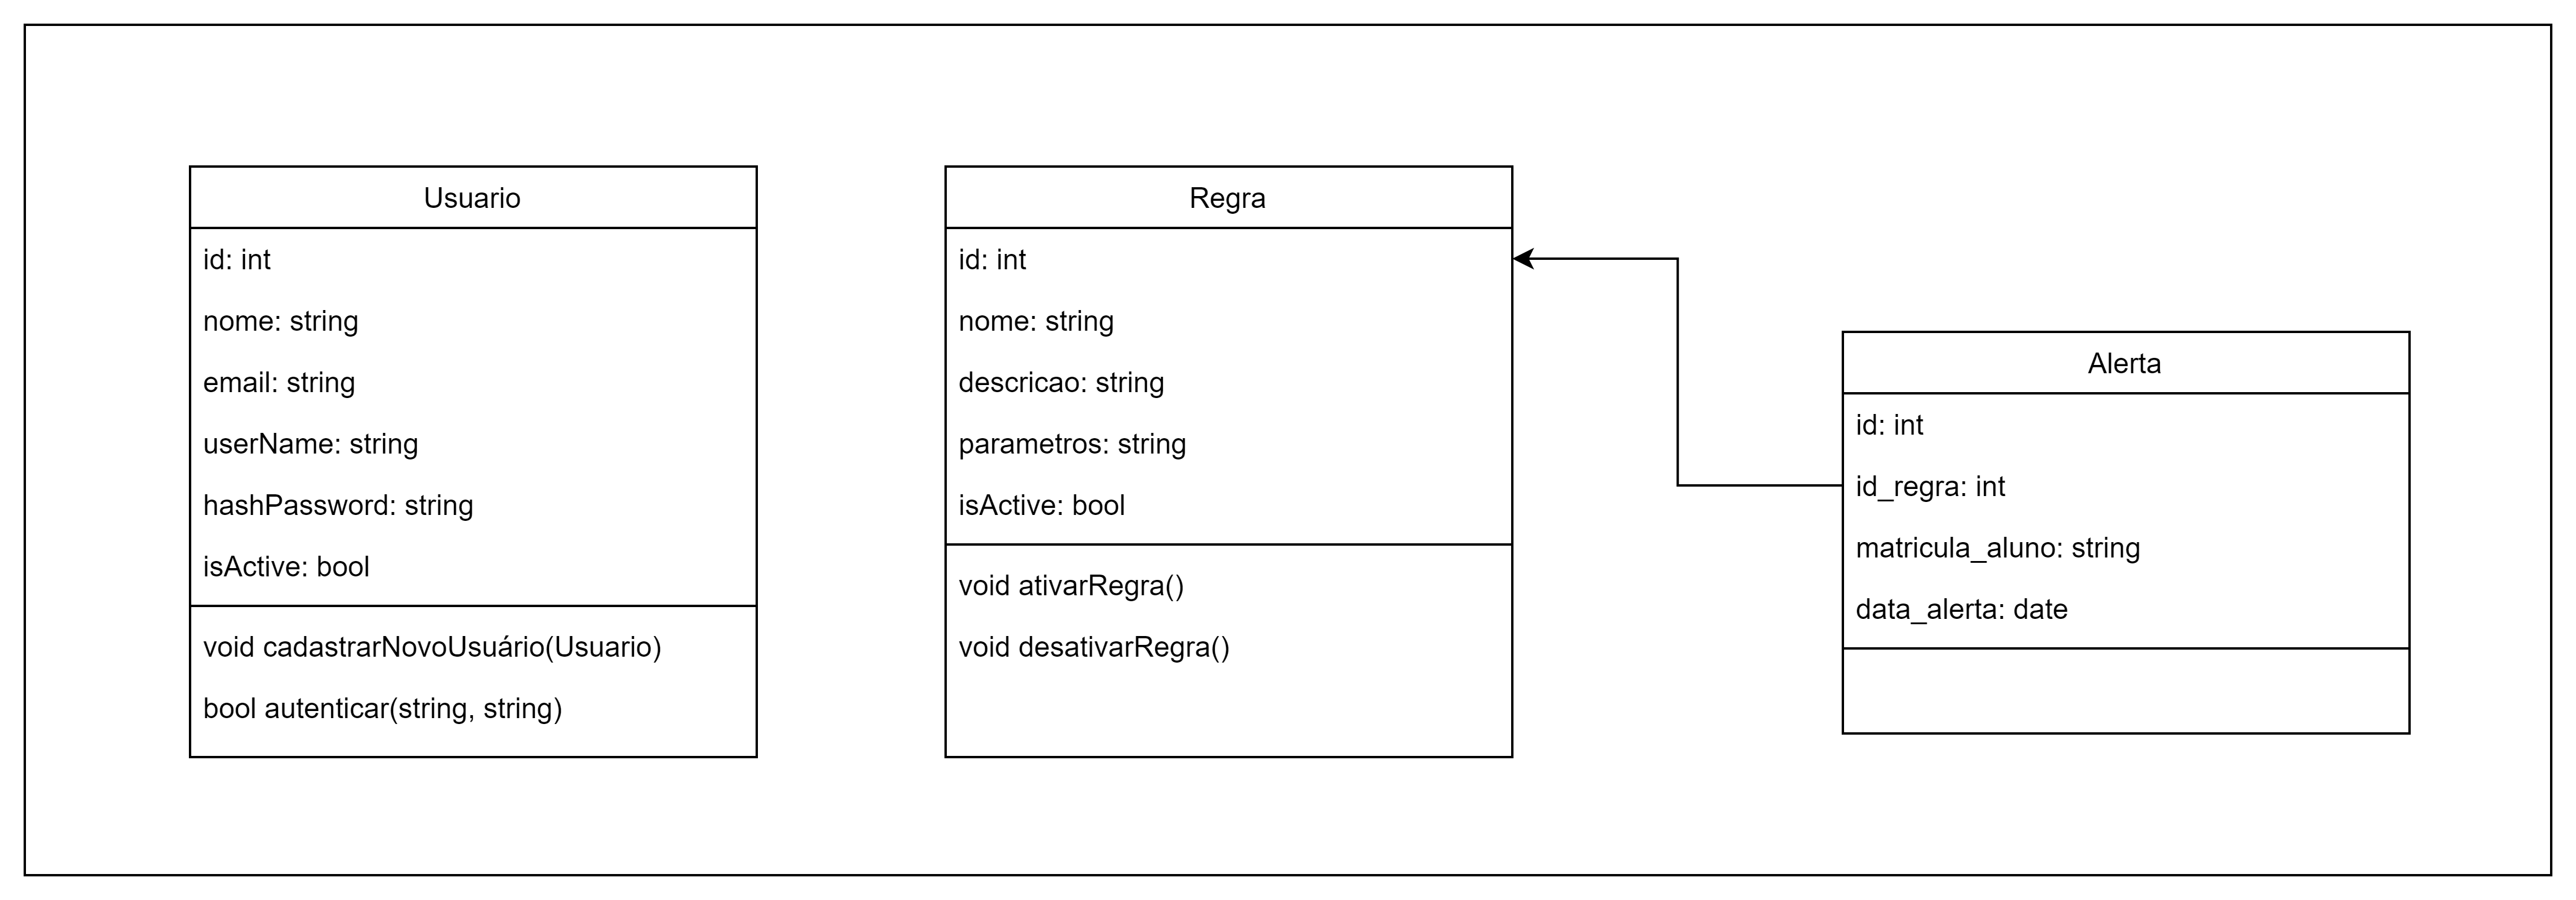 Usuario
id: int
nome: string
email: string
userName: string
hashPassword: string
isActive: bool
void cadastrarNovoUsuário(Usuario)
bool autenticar(string, string)
Regra
id: int
nome: string
descricao: string
parametros: string
isActive: bool
void ativarRegra()
void desativarRegra()
Alerta
id: int
id_regra: int
matricula_aluno: string
data_alerta: date